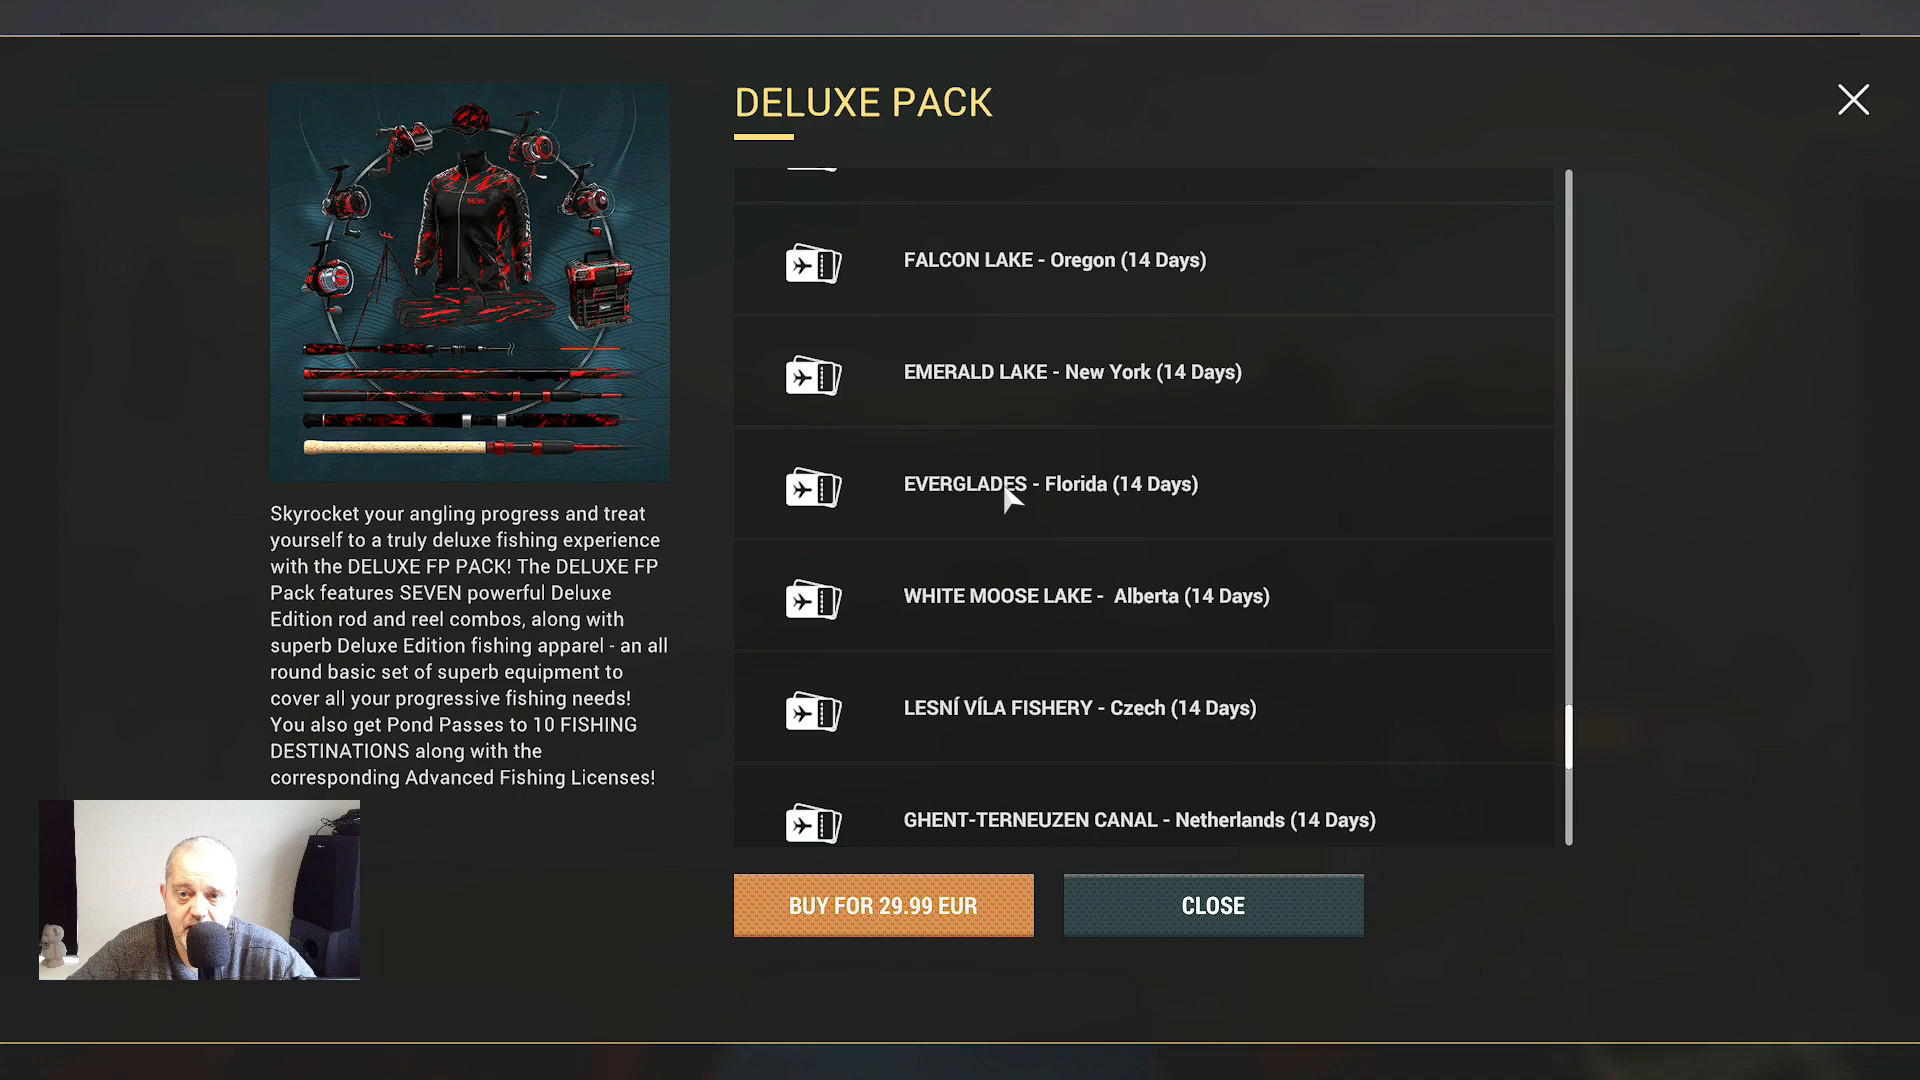 DELUXE PACK
FALCON LAKE - Oregon (14 Days)
EMERALD LAKE - New York (14 Days)
EVERGLADES - Florida (14 Days)
WHITE MOOSE LAKE -  Alberta (14 Days)
LESNÍ VÍLA FISHERY - Czech (14 Days)
GHENT-TERNEUZEN CANAL - Netherlands (14 Days)
Skyrocket your angling progress and treat
yourself to a truly deluxe fishing experience
with the DELUXE FP PACK! The DELUXE FP
Pack features SEVEN powerful Deluxe
Edition rod and reel combos, along with
superb Deluxe Edition fishing apparel - an all
round basic set of superb equipment to
cover all your progressive fishing needs!
You also get Pond Passes to 10 FISHING
DESTINATIONS along with the
corresponding Advanced Fishing Licenses!
BUY FOR 29.99 EUR
CLOSE